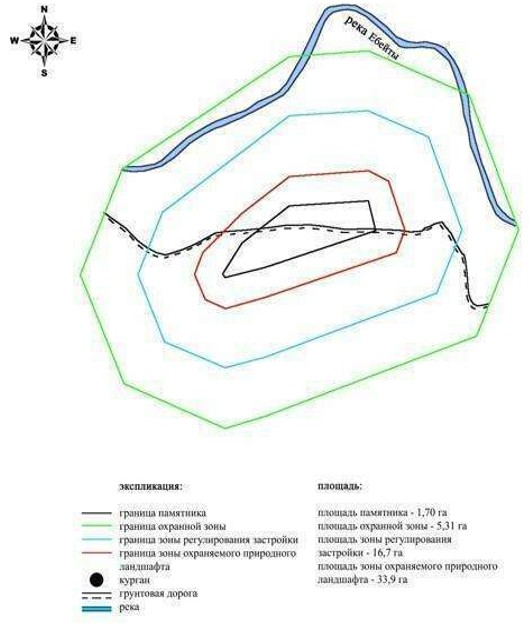 N
W E
S
река Ебейты
экспликация:
граница памятника
граница охранной зоны
граница зоны регулирования застройки
граница зоны охраняемого природного
ландшафта
курган
грунтовая дорога
река
площадь:
площадь памятника - 1,70 га
площадь охранной зоны - 5,31 га
площадь зоны регулирования
застройки - 16,7 га
площадь зоны охраняемого природного
ландшафта - 33,9 га